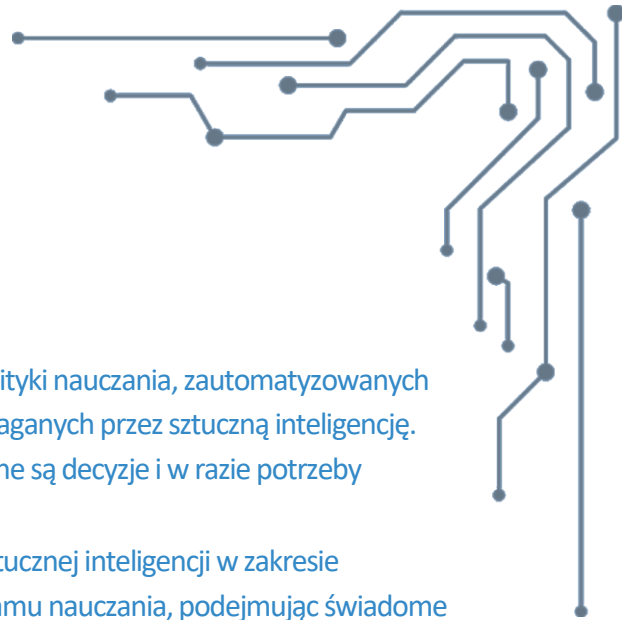 ityki nauczania, zautomatyzowanych
aganych przez sztuczną inteligencję.
ne są decyzje i w razie potrzeby
tucznej inteligencji w zakresie
amu nauczania, podejmując świadome